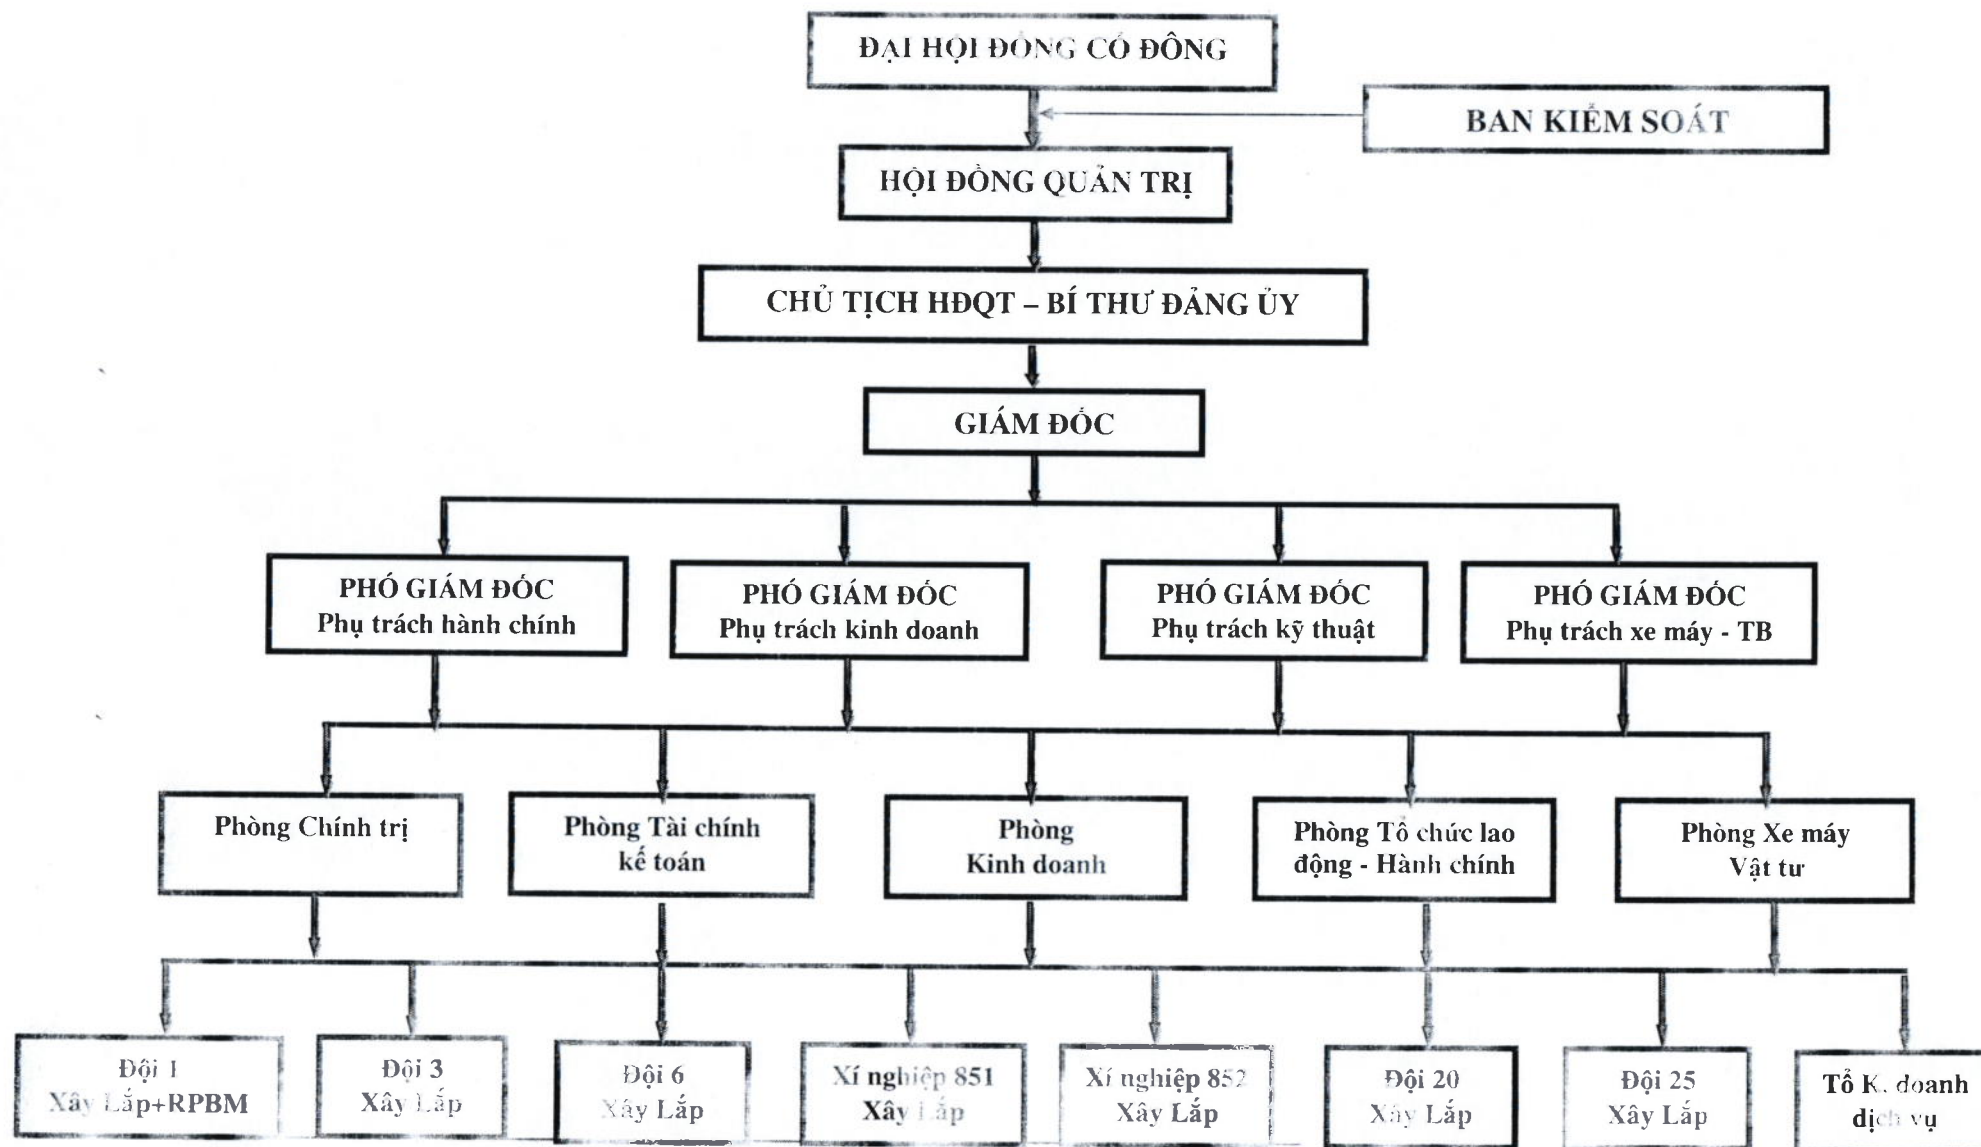 ĐẠI HỘI ĐỒNG CỔ ĐÔNG
BAN KIỂM SOÁT
HỘI ĐỒNG QUẢN TRỊ
CHỦ TỊCH HĐQT – BÍ THƯ ĐẢNG ỦY
GIÁM ĐỐC
PHÓ GIÁM ĐỐC
Phụ trách hành chính
PHÓ GIÁM ĐỐC
Phụ trách kinh doanh
PHÓ GIÁM ĐỐC
Phụ trách kỹ thuật
PHÓ GIÁM ĐỐC
Phụ trách xe máy - TB
Phòng Chính trị
Phòng Tài chính
kế toán
Phòng
Kinh doanh
Phòng Tổ chức lao
động - Hành chính
Phòng Xe máy
Vật tư
Đội 1
Xây Lắp+RPBM
Đội 3
Xây Lắp
Đội 6
Xây Lắp
Xí nghiệp 851
Xây Lắp
Xí nghiệp 852
Xây Lắp
Đội 20
Xây Lắp
Đội 25
Xây Lắp
Tổ K. doanh
dịch vụ